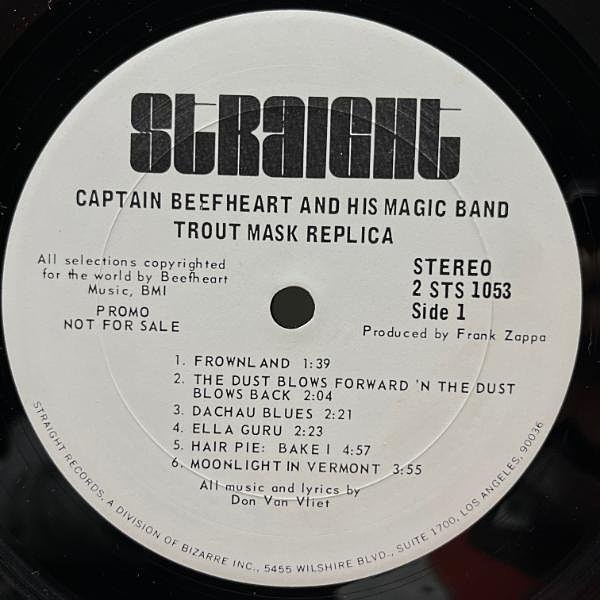 STRAIGHT
CAPTAIN BEEFHEART AND HIS MAGIC BAND
TROUT MASK REPLICA
All selections copyrighted
for the world by Beefheart
Music, BMI
PROMO
NOT FOR SALE
STEREO
2 STS 1053
Side 1
Produced by Frank Zappa
1. FROWNLAND 1:39
2. THE DUST BLOWS FORWARD 'N THE DUST
BLOWS BACK 2:04
3. DACHAU BLUES 2:21
4. ELLA GURU 2:23
5. HAIR PIE: BAKE I 4:57
6. MOONLIGHT IN VERMONT 3:55
All music and lyrics by
Don Van Vliet
STRAIGHT RECORDS, A DIVISION OF BIZARRE INC., 5455 WILSHIRE BLVD., SUITE 1700, LOS ANGELES, 90036